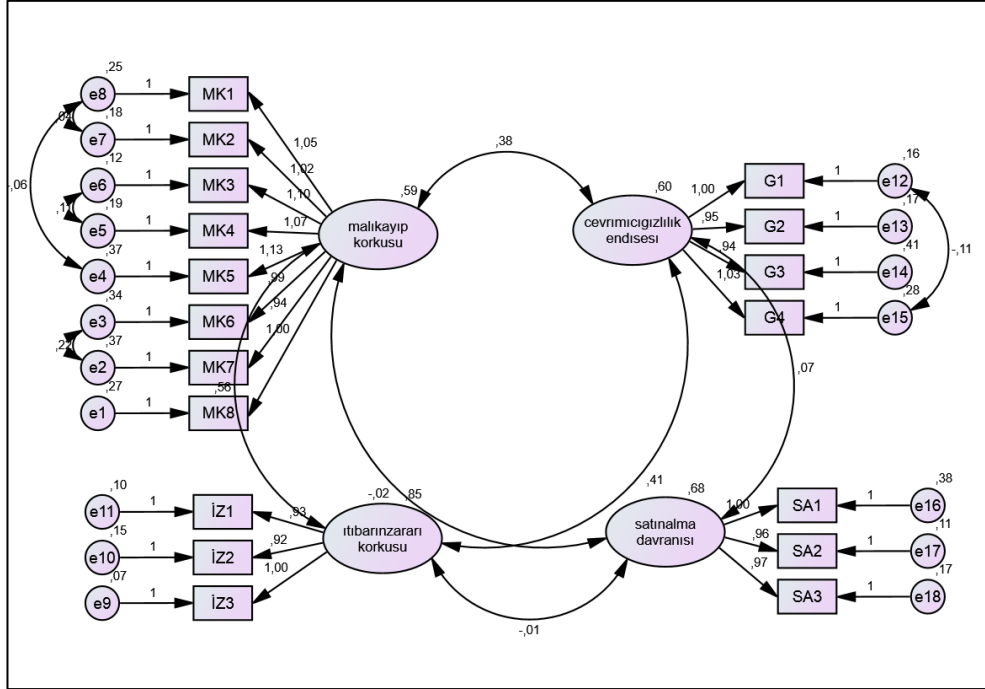 ,25
e8 1 MK1
,04 ,18
e7 1 MK2
,12
e6 1 MK3
,19
e5 1 MK4
,37
e4 1 MK5
,34
e3 1 MK6
,22 ,37
e2 1 MK7
,27
e1 1 MK8
-,06
1,05
1,02
1,10
1,07
1,13
,99
,94
1,00
,59
malıkayıp
korkusu
,38
,60
cevrımıcıgızlılık
endısesi
1,00
,95
,94
1,03
,16
G1 1 e12
,17
G2 1 e13
,41
G3 1 e14
,28
G4 1 e15
-,11
,07
,56
,10
e11 1 İZ1
,15
e10 1 İZ2
,07
e9 1 İZ3
,93
,92
1,00
-,02 ,85
ıtıbarınzararı
korkusu
,41
,68
satınalma
davranısı
1,00
,96
,97
,38
SA1 1 e16
,11
SA2 1 e17
,17
SA3 1 e18
-,01